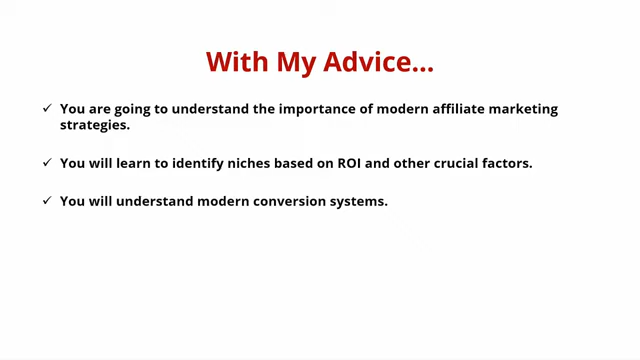 With My Advice...
✓ You are going to understand the importance of modern affiliate marketing
strategies.
✓ You will learn to identify niches based on ROI and other crucial factors.
✓ You will understand modern conversion systems.